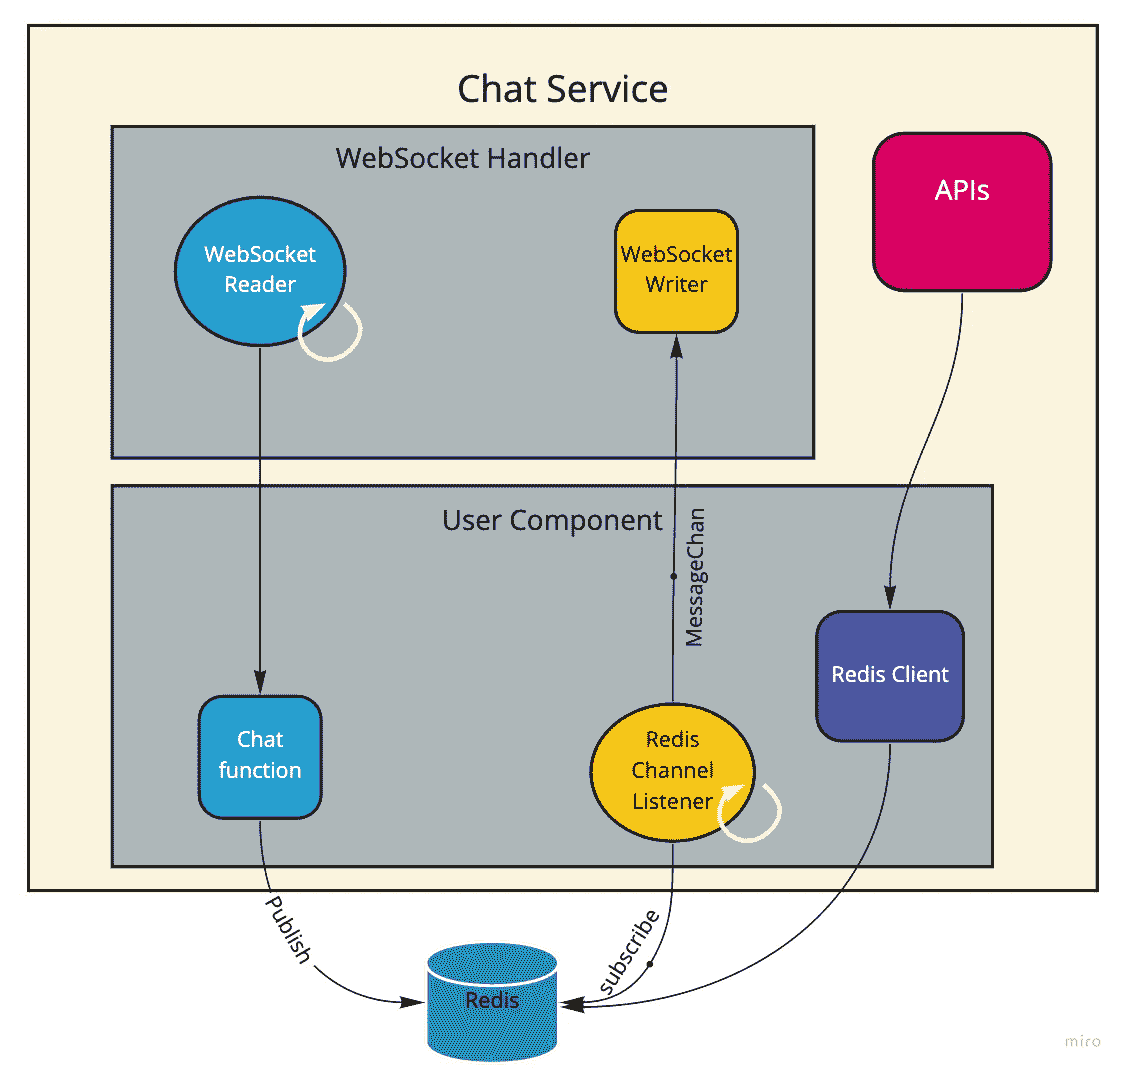 Chat Service
WebSocket Handler
APIs
WebSocket
Reader
WebSocket
Writer
User Component
MessageChan
Redis Client
Chat
function
Redis
Channel
Listener
Publish
subscribe
Redis
miro